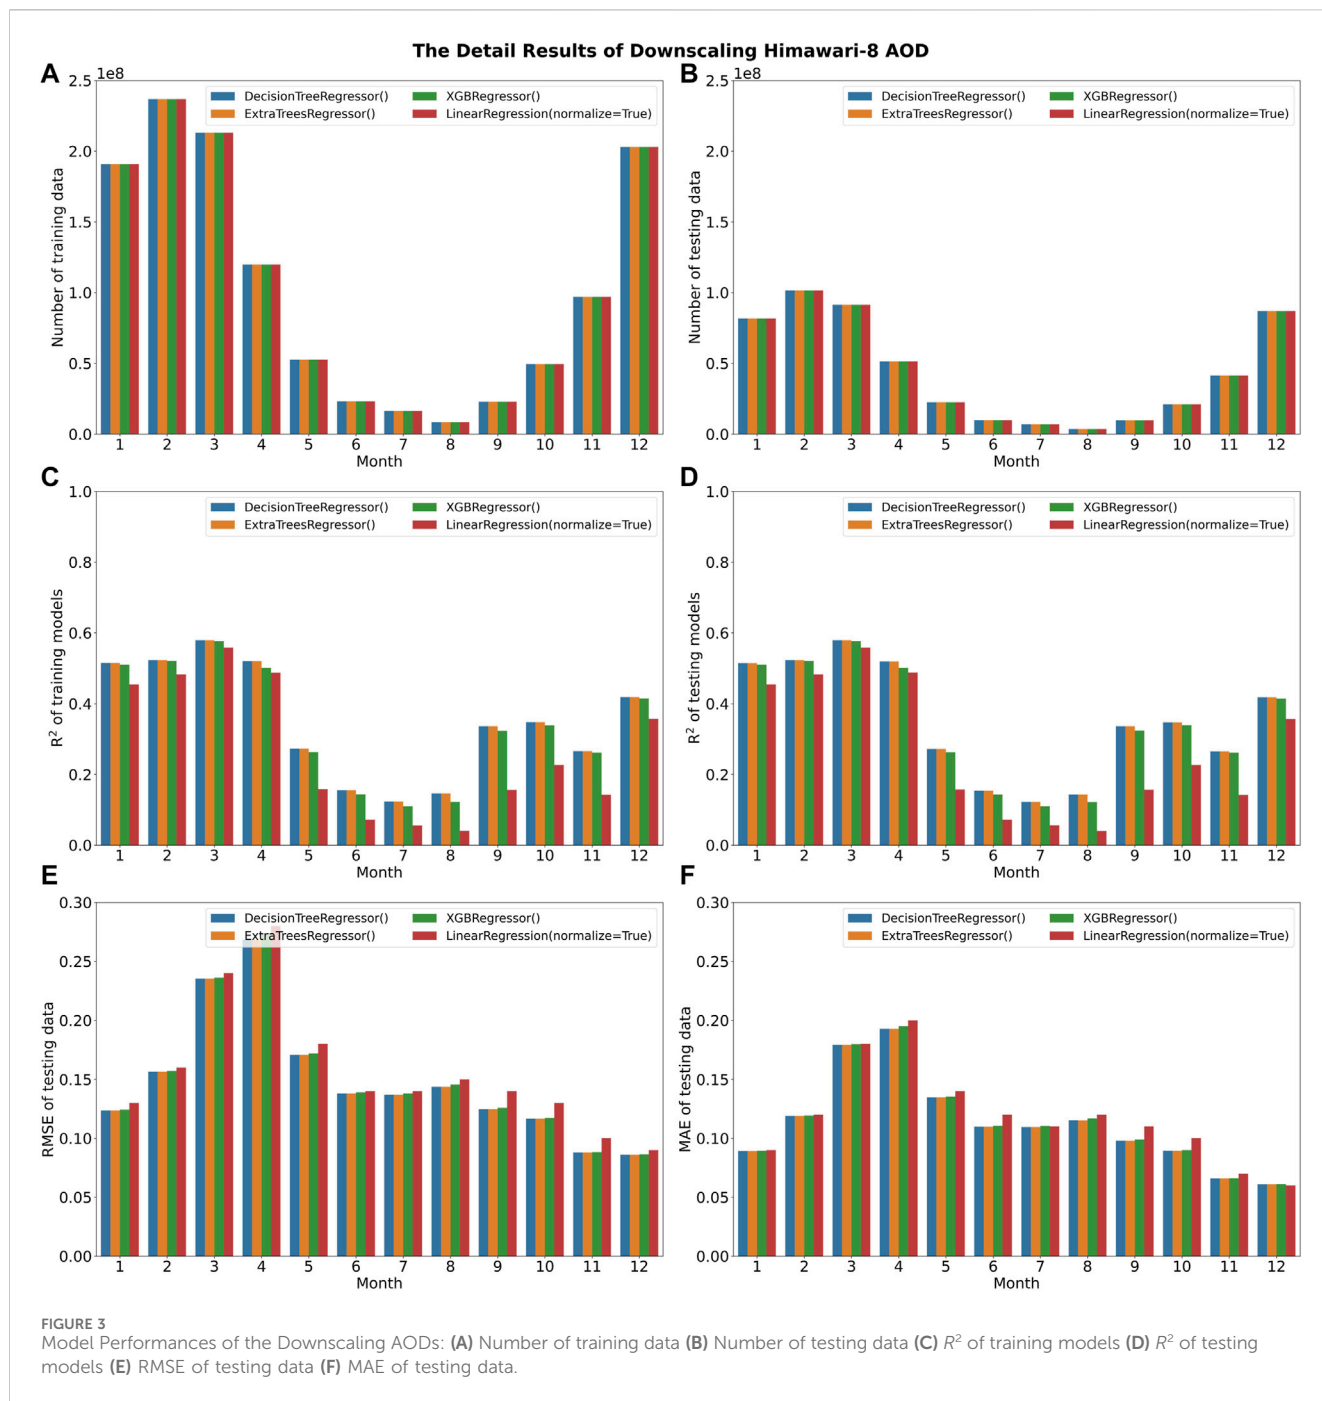 The Detail Results of Downscaling Himawari-8 AOD
A
1e8
DecisionTreeRegressor()
ExtraTreesRegressor()
XGBRegressor()
LinearRegression(normalize=True)
Number of training data
2.5
2.0
1.5
1.0
0.5
0.0
1 2 3 4 5 6 7 8 9 10 11 12
Month
B
1e8
DecisionTreeRegressor()
ExtraTreesRegressor()
XGBRegressor()
LinearRegression(normalize=True)
Number of testing data
2.5
2.0
1.5
1.0
0.5
0.0
1 2 3 4 5 6 7 8 9 10 11 12
Month
C
DecisionTreeRegressor()
ExtraTreesRegressor()
XGBRegressor()
LinearRegression(normalize=True)
R² of training models
1.0
0.8
0.6
0.4
0.2
0.0
1 2 3 4 5 6 7 8 9 10 11 12
Month
D
DecisionTreeRegressor()
ExtraTreesRegressor()
XGBRegressor()
LinearRegression(normalize=True)
R² of testing models
1.0
0.8
0.6
0.4
0.2
0.0
1 2 3 4 5 6 7 8 9 10 11 12
Month
E
DecisionTreeRegressor()
ExtraTreesRegressor()
XGBRegressor()
LinearRegression(normalize=True)
RMSE of testing data
0.30
0.25
0.20
0.15
0.10
0.05
0.00
1 2 3 4 5 6 7 8 9 10 11 12
Month
F
DecisionTreeRegressor()
ExtraTreesRegressor()
XGBRegressor()
LinearRegression(normalize=True)
MAE of testing data
0.30
0.25
0.20
0.15
0.10
0.05
0.00
1 2 3 4 5 6 7 8 9 10 11 12
Month
FIGURE 3
Model Performances of the Downscaling AODs: (A) Number of training data (B) Number of testing data (C) R² of training models (D) R² of testing
models (E) RMSE of testing data (F) MAE of testing data.